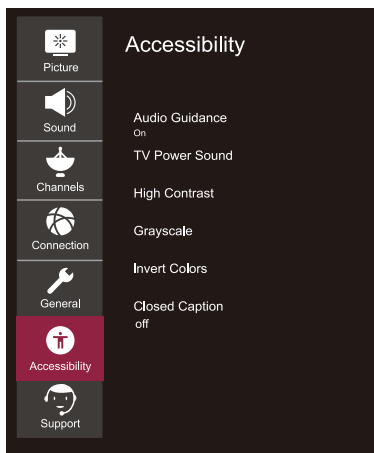 Picture
Sound
Channels
Connection
General
Accessibility
Support
Accessibility
Audio Guidance
On
TV Power Sound
High Contrast
Grayscale
Invert Colors
Closed Caption
off